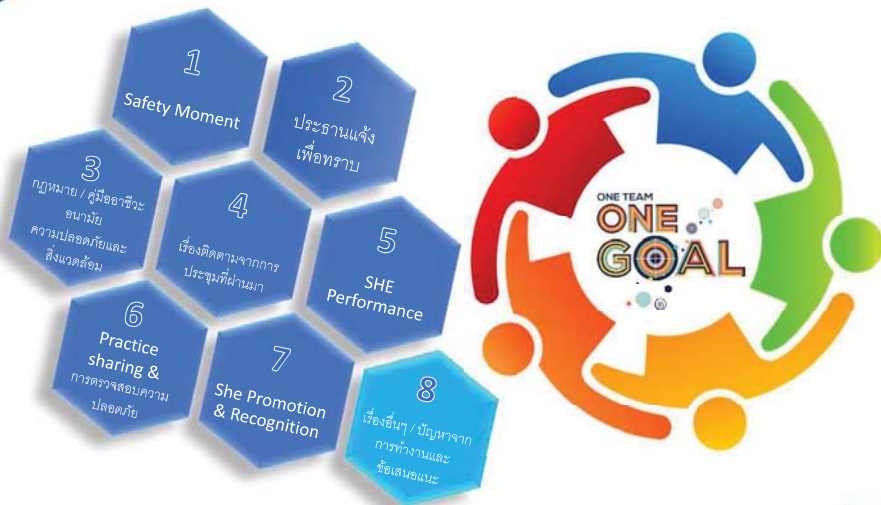 1
Safety Moment
2
ประธานแจ้ง
เพื่อทราบ
3
กฎหมาย / คู่มืออาชีวะ
อนามัย
ความปลอดภัยและ
สิ่งแวดล้อม
4
เรื่องติดตามจากการ
ประชุมที่ผ่านมา
5
SHE
Performance
6
Practice
sharing &
การตรวจสอบความ
ปลอดภัย
7
She Promotion
& Recognition
8
เรื่องอื่นๆ / ปัญหาจาก
การทำงานและ
ข้อเสนอแนะ
ONE TEAM
ONE
GOAL